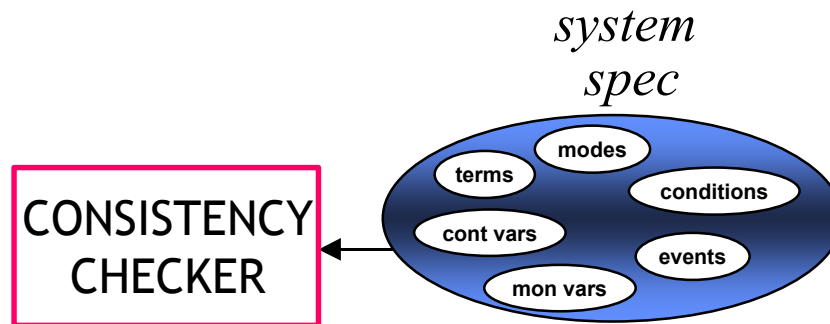 system
spec
modes
terms
conditions
CONSISTENCY
CHECKER
cont vars
events
mon vars